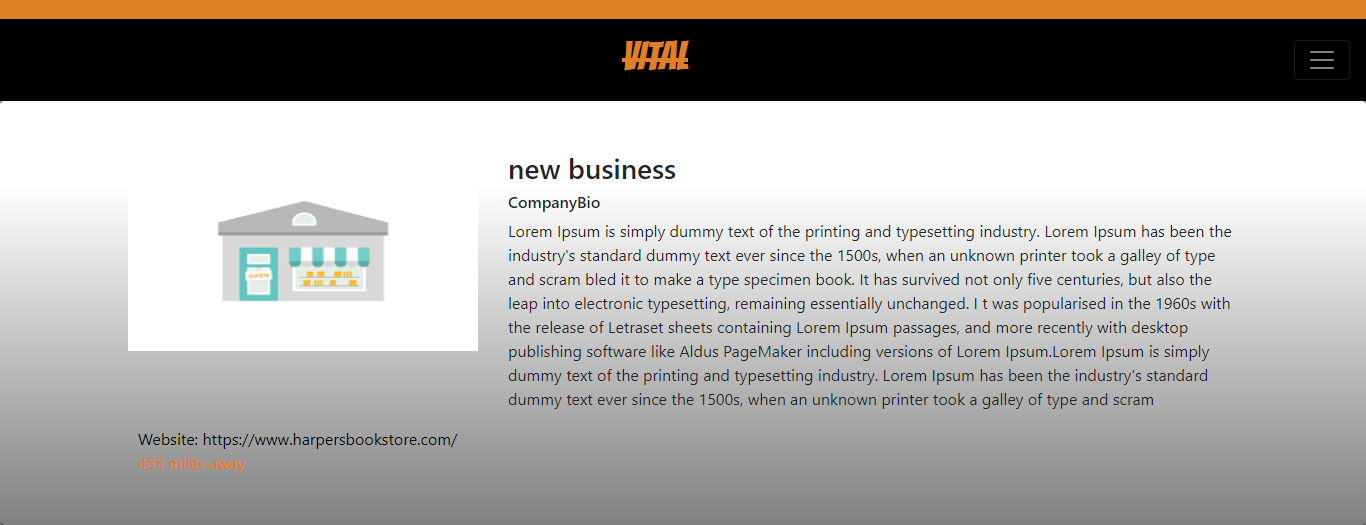 VITAL
OPEN
new business
CompanyBio
Lorem Ipsum is simply dummy text of the printing and typesetting industry. Lorem Ipsum has been the
industry's standard dummy text ever since the 1500s, when an unknown printer took a galley of type
and scram bled it to make a type specimen book. It has survived not only five centuries, but also the
leap into electronic typesetting, remaining essentially unchanged. I t was popularised in the 1960s with
the release of Letraset sheets containing Lorem Ipsum passages, and more recently with desktop
publishing software like Aldus PageMaker including versions of Lorem Ipsum.Lorem Ipsum is simply
dummy text of the printing and typesetting industry. Lorem Ipsum has been the industry's standard
dummy text ever since the 1500s, when an unknown printer took a galley of type and scram
Website: https://www.harpersbookstore.com/
455 miles away